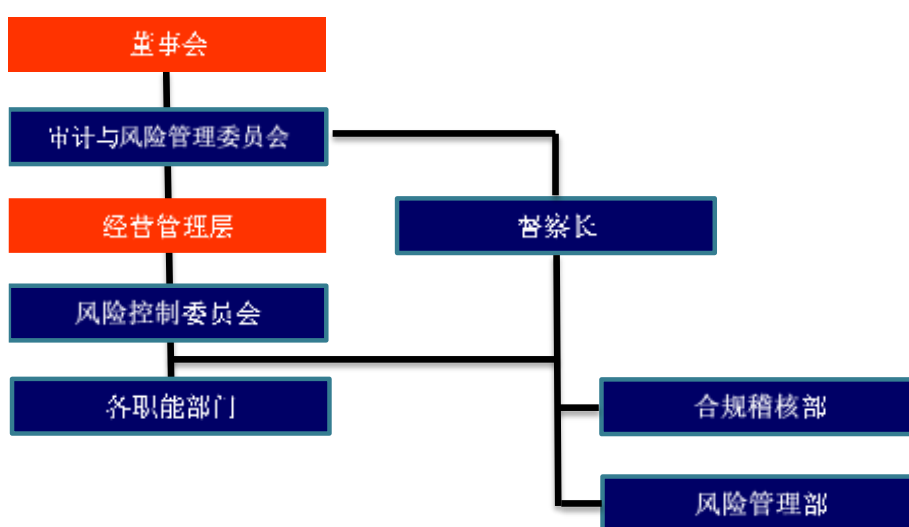 董事会
审计与风险管理委员会
经营管理层
督察长
风险控制委员会
各职能部门
合规稽核部
风险管理部